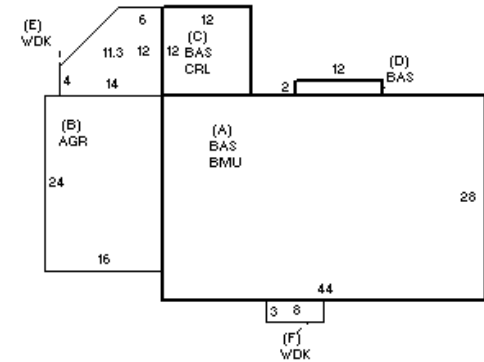 6
12
(E)
WDK
11.3
12
12
(C)
BAS
CRL
12
(D)
BAS
4
14
2
(B)
AGR
(A)
BAS
BMU
24
28
16
44
3
8
(F)
WDK